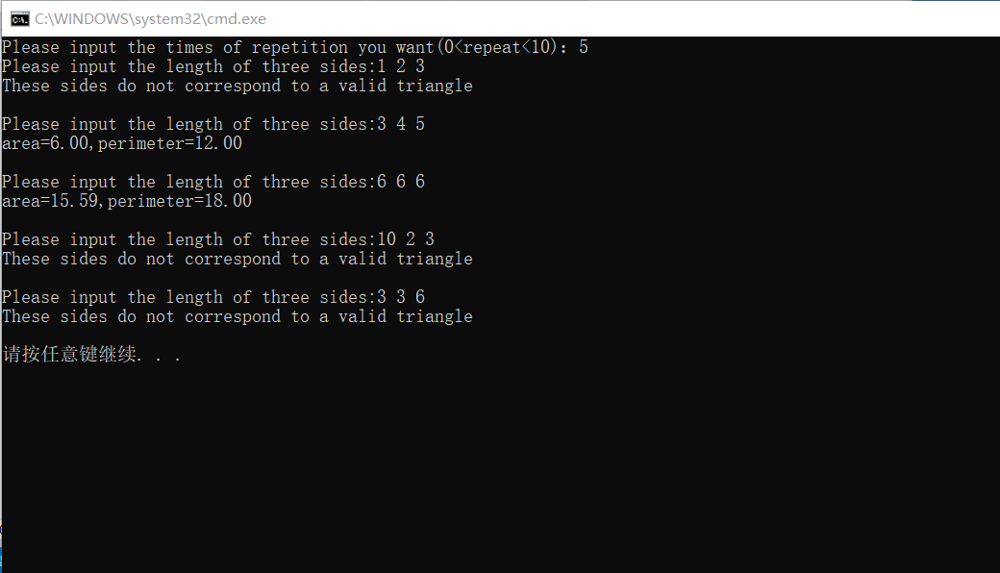 C:\WINDOWS\system32\cmd.exe
Please input the times of repetition you want(0<repeat<10): 5
Please input the length of three sides:1 2 3
These sides do not correspond to a valid triangle
Please input the length of three sides:3 4 5
area=6.00,perimeter=12.00
Please input the length of three sides:6 6 6
area=15.59,perimeter=18.00
Please input the length of three sides:10 2 3
These sides do not correspond to a valid triangle
Please input the length of three sides:3 3 6
These sides do not correspond to a valid triangle
请按任意键继续. . .